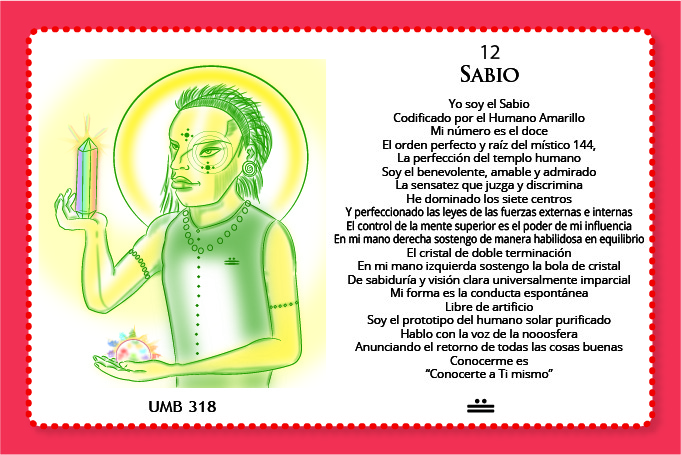 12
SABIO
Yo soy el Sabio
Codificado por el Humano Amarillo
Mi número es el doce
El orden perfecto y raíz del místico 144,
La perfección del templo humano
Soy el benevolente, amable y admirado
La sensatez que juzga y discrimina
He dominado los siete centros
Y perfeccionado las leyes de las fuerzas externas e internas
El control de la mente superior es el poder de mi influencia
En mi mano derecha sostengo de manera habilidosa en equilibrio
El cristal de doble terminación
En mi mano izquierda sostengo la bola de cristal
De sabiduría y visión clara universalmente imparcial
Mi forma es la conducta espontánea
Libre de artificio
Soy el prototipo del humano solar purificado
Hablo con la voz de la nooosfera
Anunciando el retorno de todas las cosas buenas
Conocerme es
“Conocerte a Ti mismo”
UMB 318